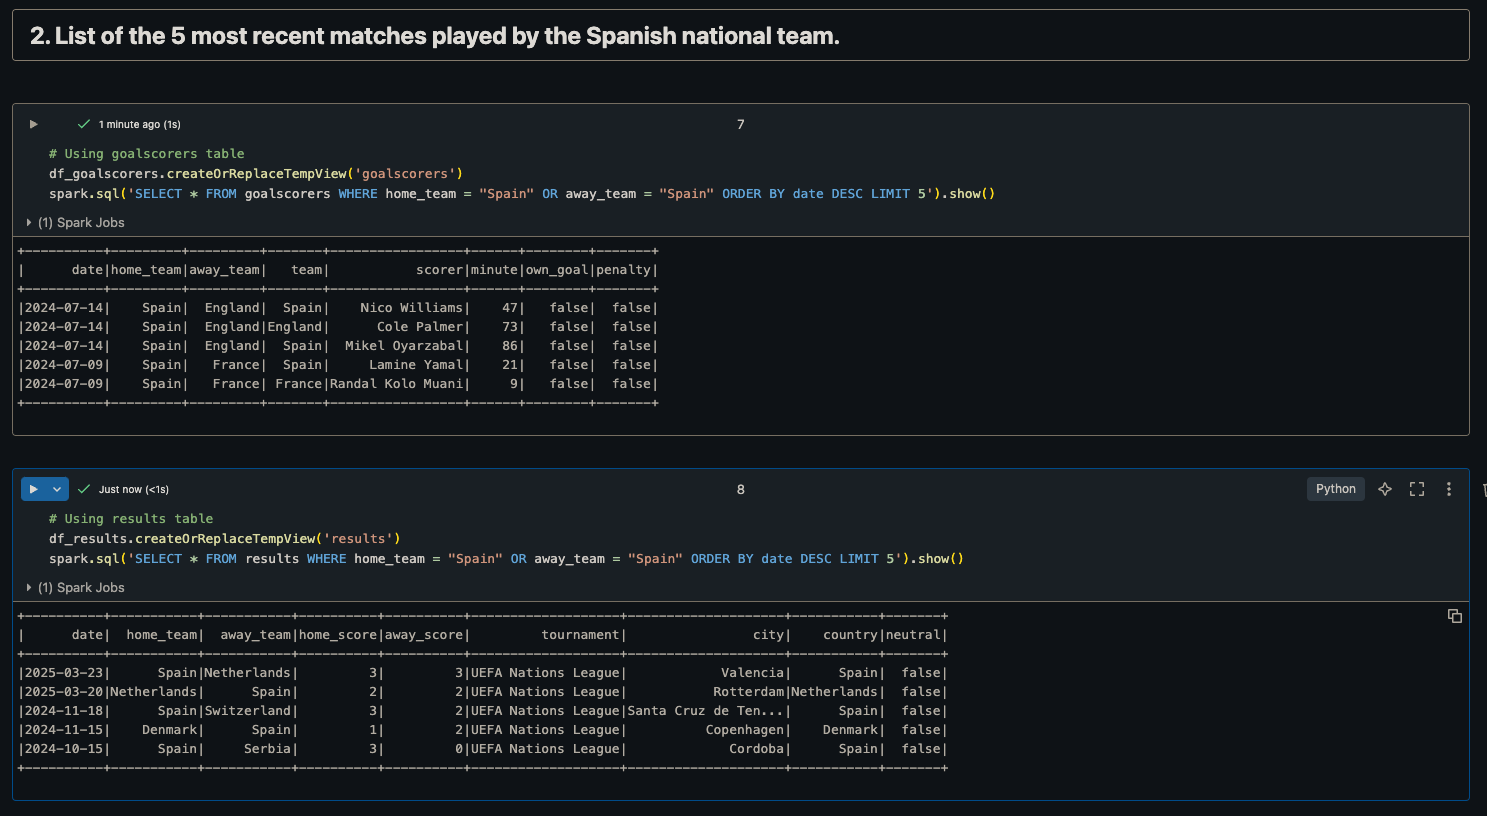 2. List of the 5 most recent matches played by the Spanish national team.
1 minute ago (1s)
7
# Using goalscorers table
df_goalscorers.createOrReplaceTempView('goalscorers')
spark.sql('SELECT * FROM goalscorers WHERE home_team = "Spain" OR away_team = "Spain" ORDER BY date DESC LIMIT 5').show()
(1) Spark Jobs
+----------+---------+---------+-------+-----------------+------+--------+-------+
|      date|home_team|away_team|   team|           scorer|minute|own_goal|penalty|
+----------+---------+---------+-------+-----------------+------+--------+-------+
|2024-07-14|    Spain|  England|  Spain|    Nico Williams|    47|   false|  false|
|2024-07-14|    Spain|  England|England|      Cole Palmer|    73|   false|  false|
|2024-07-14|    Spain|  England|  Spain|  Mikel Oyarzabal|    86|   false|  false|
|2024-07-09|    Spain|   France|  Spain|     Lamine Yamal|    21|   false|  false|
|2024-07-09|    Spain|   France| France|Randal Kolo Muani|     9|   false|  false|
+----------+---------+---------+-------+-----------------+------+--------+-------+
Just now (<1s)
8
Python
# Using results table
df_results.createOrReplaceTempView('results')
spark.sql('SELECT * FROM results WHERE home_team = "Spain" OR away_team = "Spain" ORDER BY date DESC LIMIT 5').show()
(1) Spark Jobs
+----------+-----------+-----------+----------+----------+-------------------+--------------------+-----------+-------+
|      date|  home_team|  away_team|home_score|away_score|         tournament|                city|    country|neutral|
+----------+-----------+-----------+----------+----------+-------------------+--------------------+-----------+-------+
|2025-03-23|      Spain|Netherlands|         3|         3|UEFA Nations League|            Valencia|      Spain|  false|
|2025-03-20|Netherlands|      Spain|         2|         2|UEFA Nations League|           Rotterdam|Netherlands|  false|
|2024-11-18|      Spain|Switzerland|         3|         2|UEFA Nations League|Santa Cruz de Ten...|      Spain|  false|
|2024-11-15|    Denmark|      Spain|         1|         2|UEFA Nations League|          Copenhagen|    Denmark|  false|
|2024-10-15|      Spain|     Serbia|         3|         0|UEFA Nations League|             Cordoba|      Spain|  false|
+----------+-----------+-----------+----------+----------+-------------------+--------------------+-----------+-------+